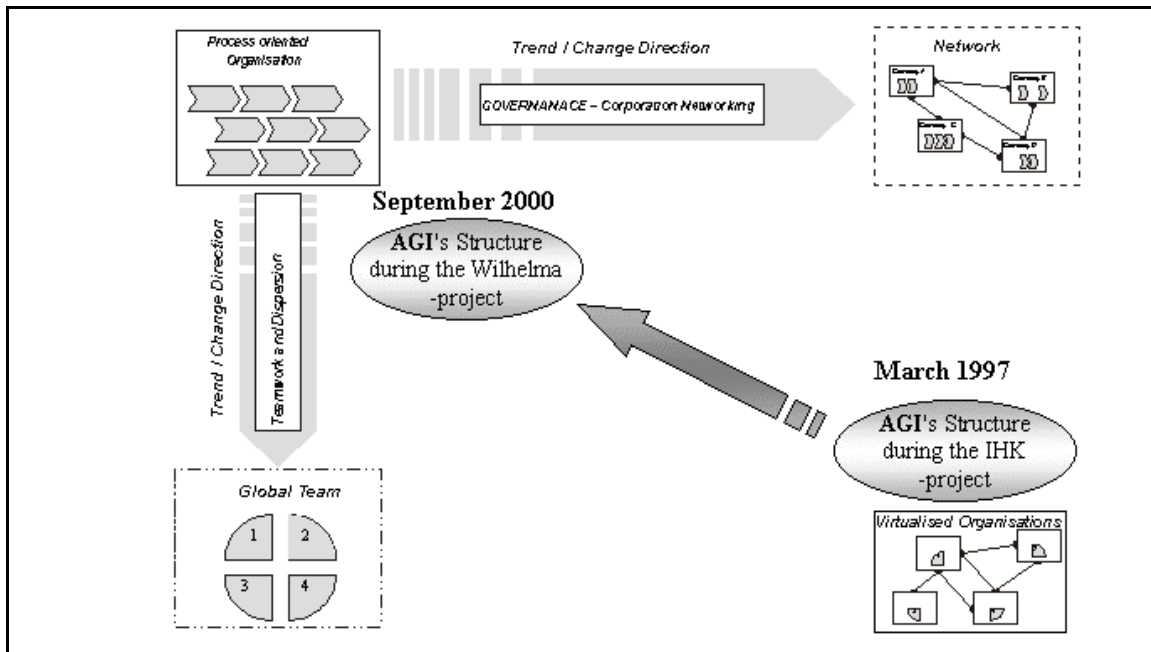 Process oriented
Organisation
Trend / Change Direction
GOVERNANACE – Corporation Networking
Network
September 2000
AGI's Structure
during the Wilhelma
-project
Trend / Change Direction
Teamwork and Dispersion
March 1997
AGI's Structure
during the IHK
-project
Global Team
1 2
3 4
Virtualised Organisations